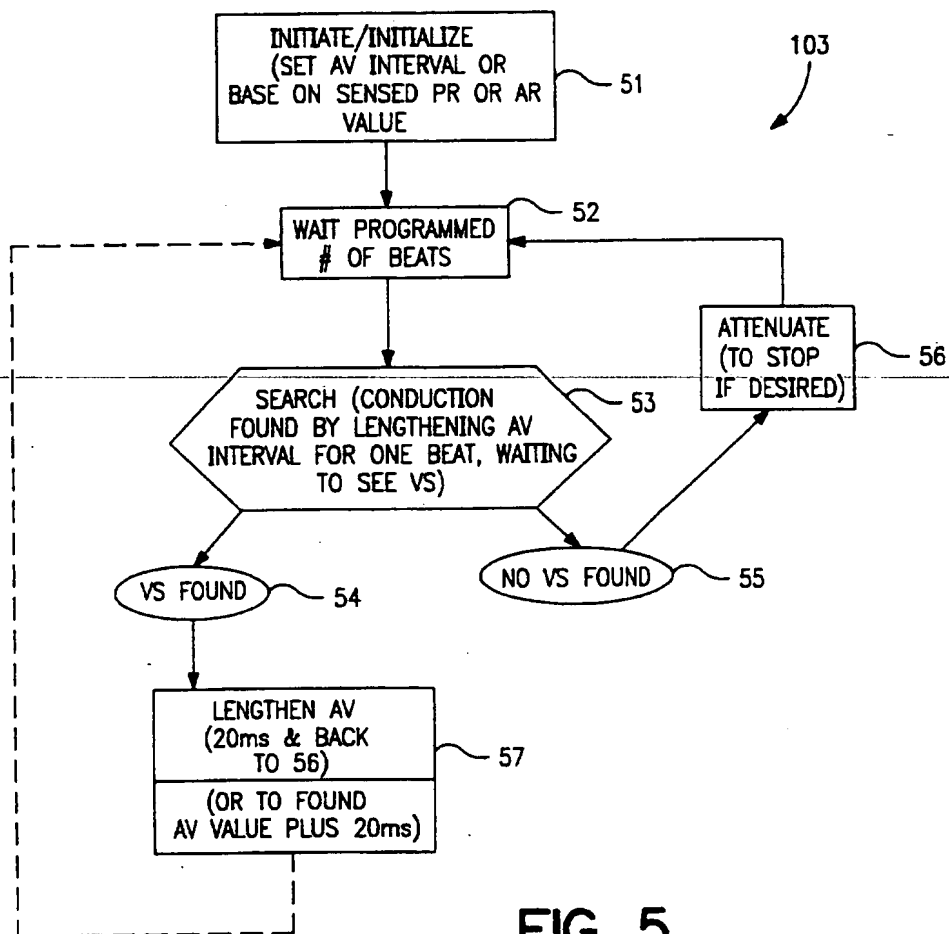 INITIATE/INITIALIZE
(SET AV INTERVAL OR
BASE ON SENSED PR OR AR
VALUE
51
103
WAIT PROGRAMMED
# OF BEATS
52
ATTENUATE
(TO STOP
IF DESIRED)
56
SEARCH (CONDUCTION
FOUND BY LENGTHENING AV
INTERVAL FOR ONE BEAT, WAITING
TO SEE VS)
53
VS FOUND
54
NO VS FOUND
55
LENGTHEN AV
(20ms & BACK
TO 56)
(OR TO FOUND
AV VALUE PLUS 20ms)
57
FIG. 5